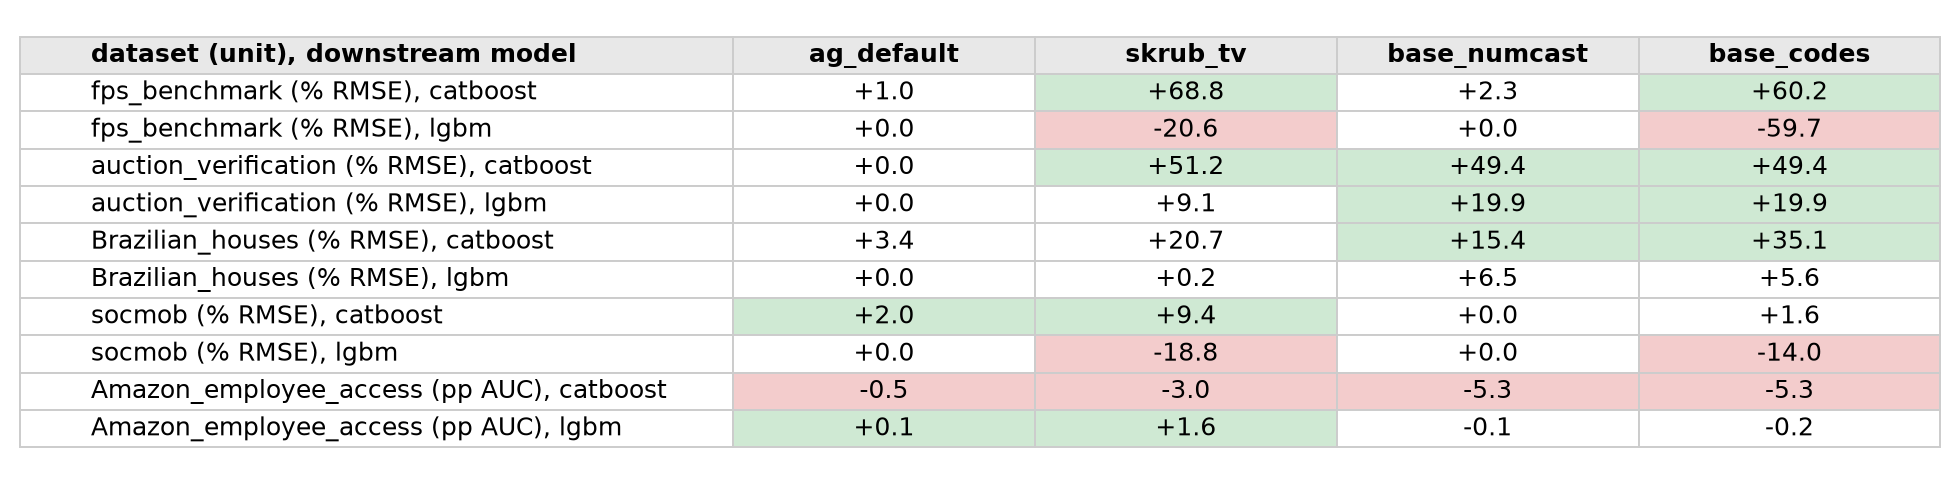 dataset (unit), downstream model ag_default skrub_tv base_numcast base_codes
fps_benchmark (% RMSE), catboost +1.0 +68.8 +2.3 +60.2
fps_benchmark (% RMSE), lgbm +0.0 -20.6 +0.0 -59.7
auction_verification (% RMSE), catboost +0.0 +51.2 +49.4 +49.4
auction_verification (% RMSE), lgbm +0.0 +9.1 +19.9 +19.9
Brazilian_houses (% RMSE), catboost +3.4 +20.7 +15.4 +35.1
Brazilian_houses (% RMSE), lgbm +0.0 +0.2 +6.5 +5.6
socmob (% RMSE), catboost +2.0 +9.4 +0.0 +1.6
socmob (% RMSE), lgbm +0.0 -18.8 +0.0 -14.0
Amazon_employee_access (pp AUC), catboost -0.5 -3.0 -5.3 -5.3
Amazon_employee_access (pp AUC), lgbm +0.1 +1.6 -0.1 -0.2